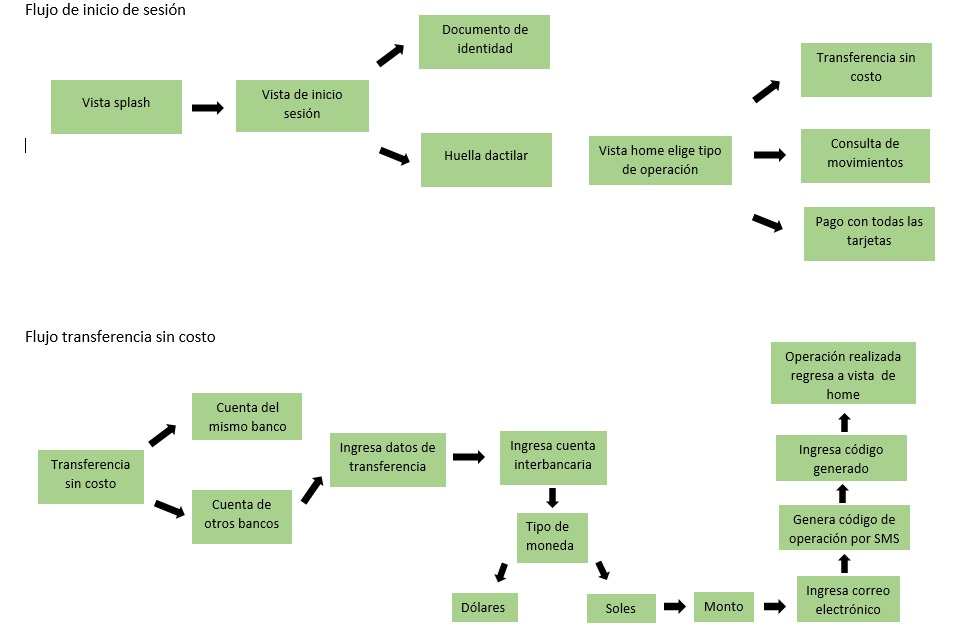 Flujo de inicio de sesión
Vista splash
Vista de inicio
sesión
Documento de
identidad
Huella dactilar
Vista home elige tipo
de operación
Transferencia sin
costo
Consulta de
movimientos
Pago con todas las
tarjetas
Flujo transferencia sin costo
Transferencia
sin costo
Cuenta del
mismo banco
Cuenta de
otros bancos
Ingresa datos de
transferencia
Ingresa cuenta
interbancaria
Tipo de
moneda
Dólares
Soles
Monto
Ingresa correo
electrónico
Genera código de
operación por SMS
Ingresa código
generado
Operación realizada
regresa a vista de
home